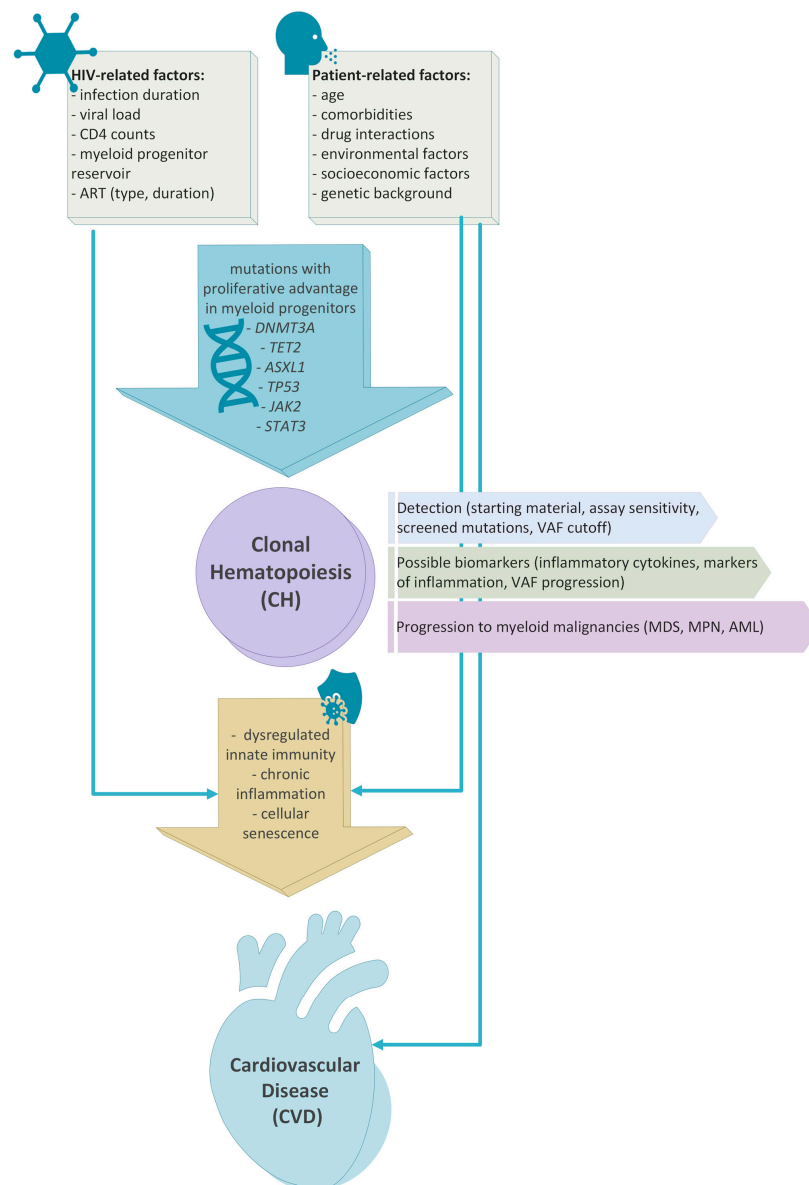 HIV-related factors:
- infection duration
- viral load
- CD4 counts
- myeloid progenitor
reservoir
- ART (type, duration)
Patient-related factors:
- age
- comorbidities
- drug interactions
- environmental factors
- socioeconomic factors
- genetic background
mutations with
proliferative advantage
in myeloid progenitors
- DNMT3A
- TET2
- ASXL1
- TP53
- JAK2
- STAT3
Clonal
Hematopoiesis
(CH)
Detection (starting material, assay sensitivity,
screened mutations, VAF cutoff)
Possible biomarkers (inflammatory cytokines, markers
of inflammation, VAF progression)
Progression to myeloid malignancies (MDS, MPN, AML)
- dysregulated
innate immunity
- chronic
inflammation
- cellular
senescence
Cardiovascular
Disease
(CVD)